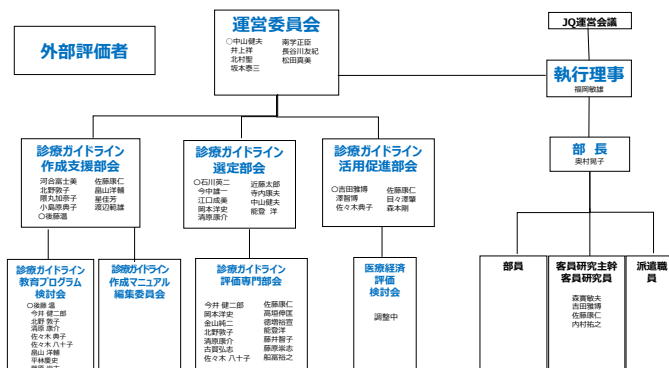 外部評価者
運営委員会
○中山健夫 南学正臣
井上祥 長谷川友紀
北村聖 松田真美
坂本泰三
JQ運営会議
執行理事
福岡敏雄
部 長
奥村晃子
診療ガイドライン
作成支援部会
河合富士美 佐藤康仁
北野敦子 畠山洋輔
隈丸加奈子 星佳芳
小島原典子 渡辺範雄
○後藤温
診療ガイドライン
選定部会
○石川英二 近藤太郎
今中雄一 寺内康夫
江口成美 中山健夫
岡本洋史 能登 洋
清原康介
診療ガイドライン
活用促進部会
○吉田雅博 佐藤康仁
澤智博 目々澤肇
佐々木典子 森本剛
診療ガイドライン
教育プログラム
検討会
○後藤 温
今井 健二郎
北野 敦子
清原 康介
佐々木 典子
佐々木 八十子
畠山 洋輔
平林慶史
診療ガイドライン
作成マニュアル
編集委員会
診療ガイドライン
評価専門部会
今井 健二郎 佐藤康仁
岡本洋史 高垣伸匡
金山純二 德増裕宣
北野敦子 能登洋
清原康介 藤井智子
古賀弘志 藤原崇志
佐々木 八十子 船冨裕之
医療経済
評価
検討会
調整中
部員
客員研究主幹
客員研究員
森實敏夫
吉田雅博
佐藤康仁
内村祐之
派遣職
員